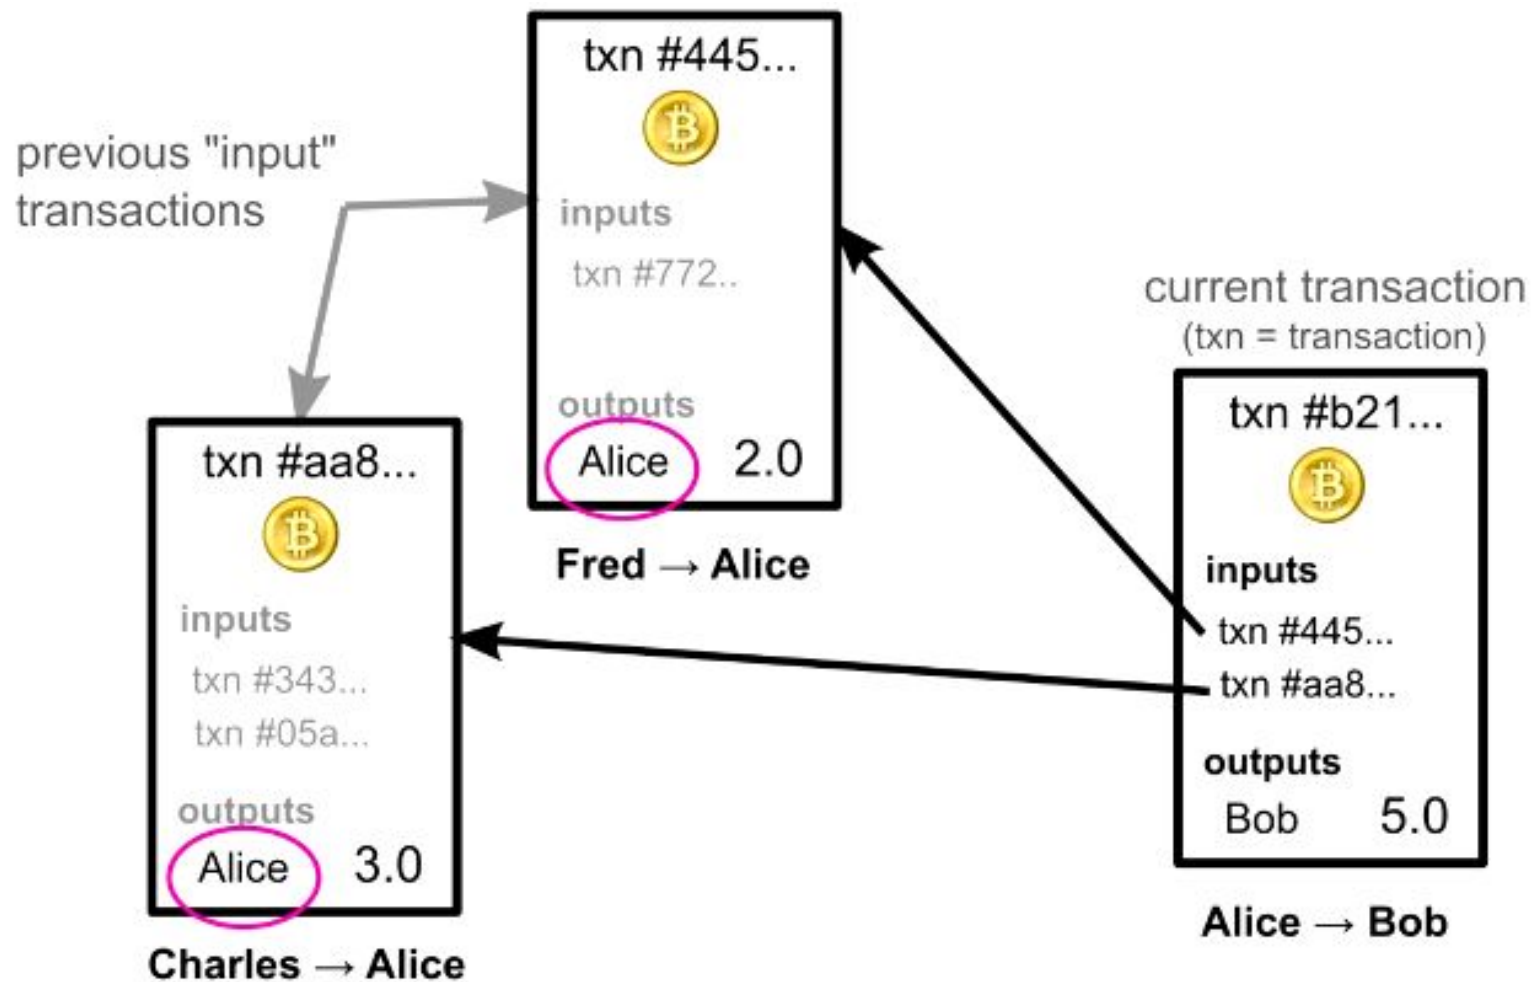 previous "input"
transactions
txn #445...
inputs
txn #772..
outputs
Alice 2.0
Fred → Alice
txn #aa8...
inputs
txn #343...
txn #05a...
outputs
Alice 3.0
Charles → Alice
current transaction
(txn = transaction)
txn #b21...
inputs
txn #445...
txn #aa8...
outputs
Bob 5.0
Alice → Bob